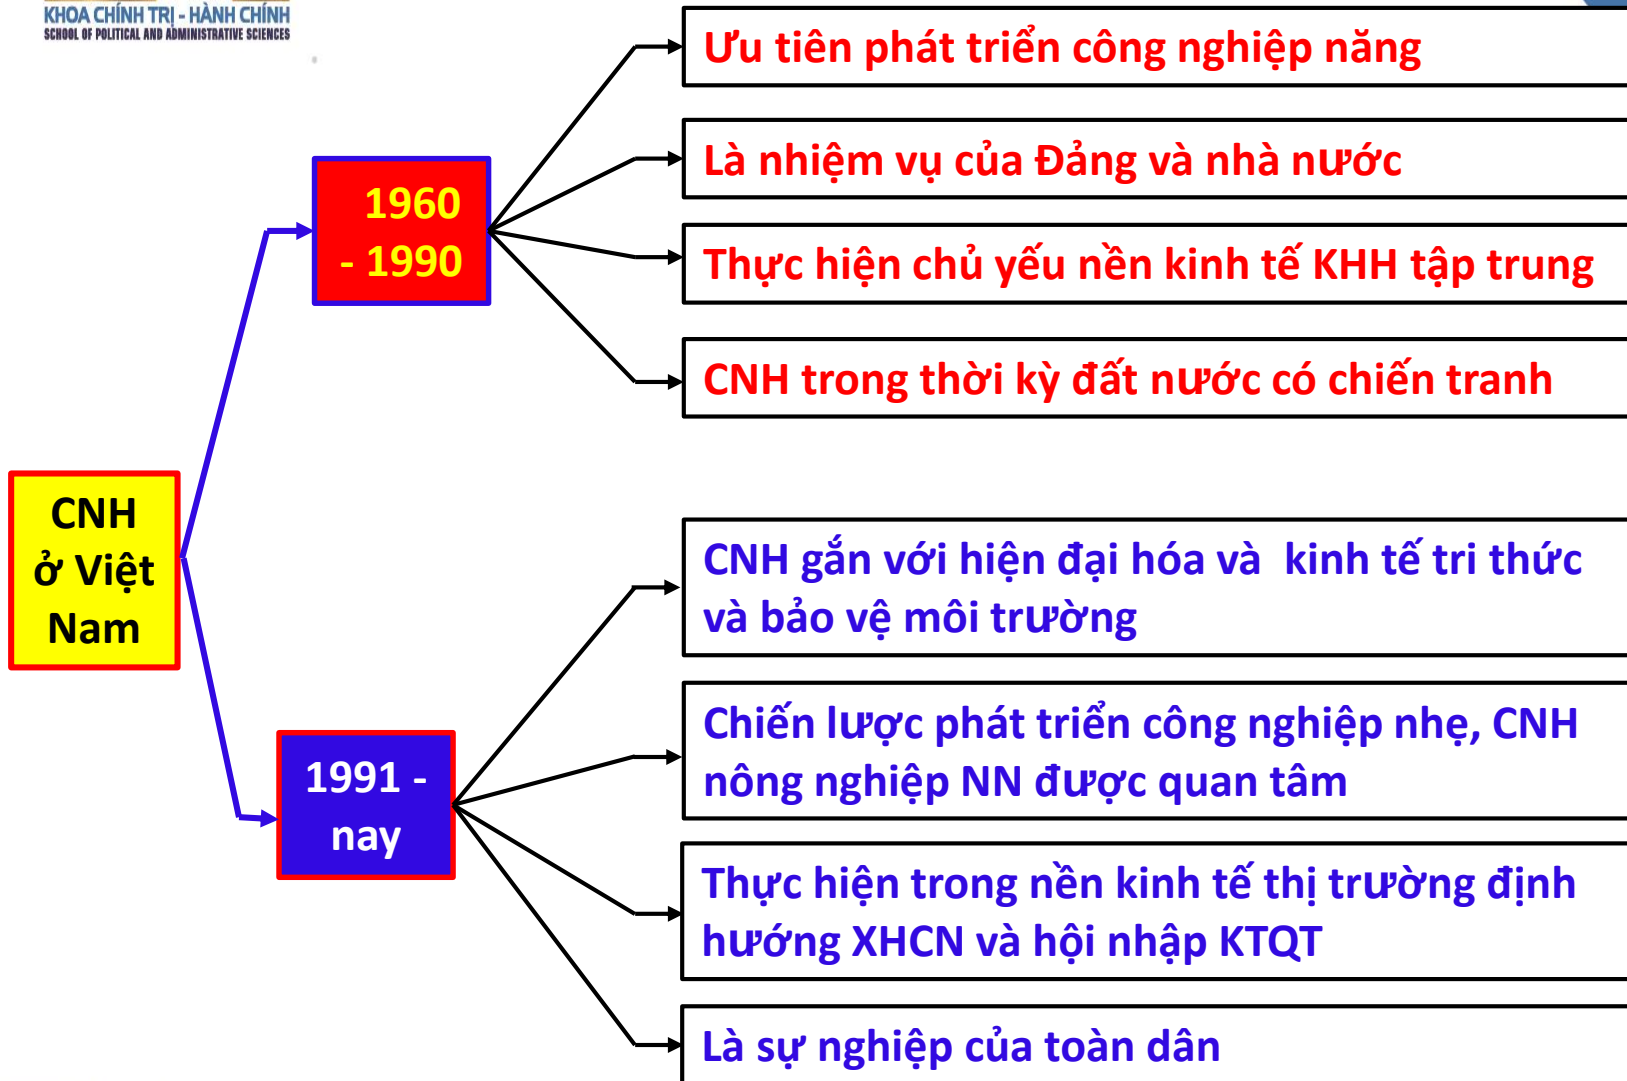 KHOA CHÍNH TRỊ - HÀNH CHÍNH
SCHOOL OF POLITICAL AND ADMINISTRATIVE SCIENCES
CNH
ở Việt
Nam
1960
- 1990
Ưu tiên phát triển công nghiệp năng
Là nhiệm vụ của Đảng và nhà nước
Thực hiện chủ yếu nền kinh tế KHH tập trung
CNH trong thời kỳ đất nước có chiến tranh
1991 -
nay
CNH gắn với hiện đại hóa và kinh tế tri thức
và bảo vệ môi trường
Chiến lược phát triển công nghiệp nhẹ, CNH
nông nghiệp NN được quan tâm
Thực hiện trong nền kinh tế thị trường định
hướng XHCN và hội nhập KTQT
Là sự nghiệp của toàn dân